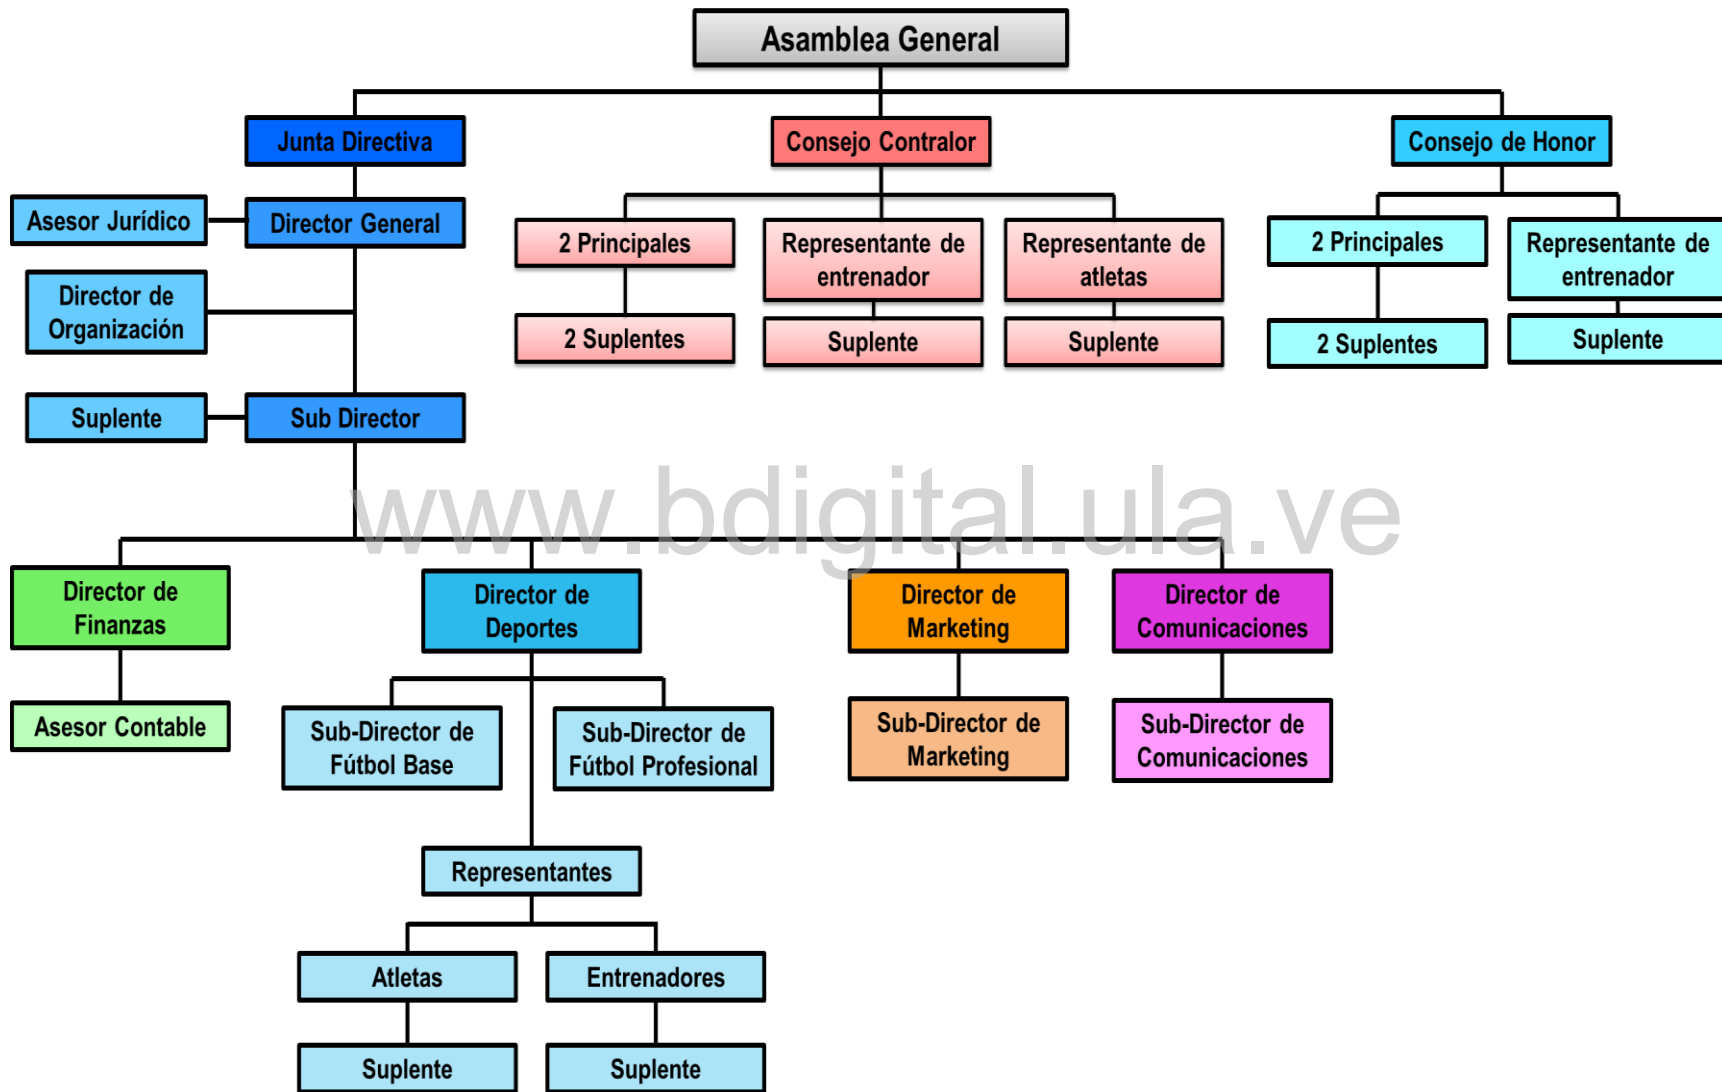 Asamblea General
Junta Directiva
Consejo Contralor
Consejo de Honor
Asesor Jurídico
Director General
2 Principales
Representante de
entrenador
Representante de
atletas
2 Principales
Representante de
entrenador
Director de
Organización
2 Suplentes
Suplente
Suplente
2 Suplentes
Suplente
Suplente
Sub Director
www.bdigital.ula.ve
Director de
Finanzas
Director de
Deportes
Director de
Marketing
Director de
Comunicaciones
Asesor Contable
Sub-Director de
Fútbol Base
Sub-Director de
Fútbol Profesional
Sub-Director de
Marketing
Sub-Director de
Comunicaciones
Representantes
Atletas
Entrenadores
Suplente
Suplente